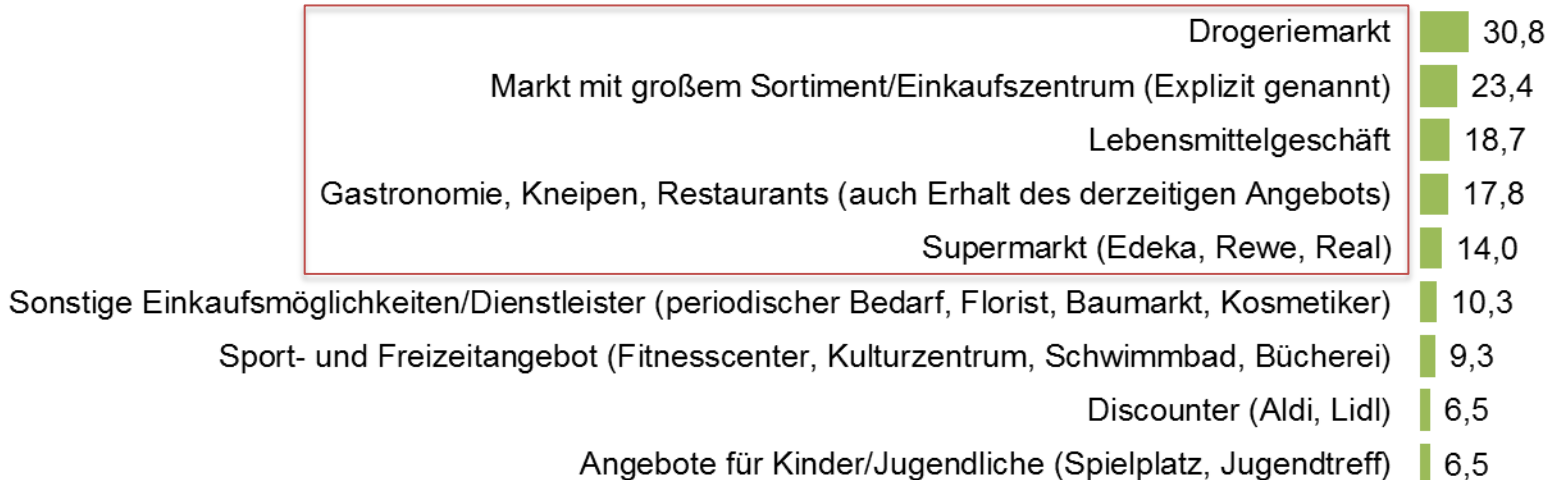 Drogeriemarkt 30,8
Markt mit großem Sortiment/Einkaufszentrum (Explizit genannt) 23,4
Lebensmittelgeschäft 18,7
Gastronomie, Kneipen, Restaurants (auch Erhalt des derzeitigen Angebots) 17,8
Supermarkt (Edeka, Rewe, Real) 14,0
Sonstige Einkaufsmöglichkeiten/Dienstleister (periodischer Bedarf, Florist, Baumarkt, Kosmetiker) 10,3
Sport- und Freizeitangebot (Fitnesscenter, Kulturzentrum, Schwimmbad, Bücherei) 9,3
Discounter (Aldi, Lidl) 6,5
Angebote für Kinder/Jugendliche (Spielplatz, Jugendtreff) 6,5